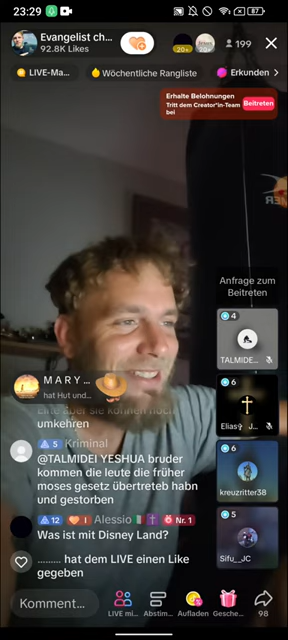 23:29
87
Evangelist ch...
92.8K Likes
20+
199
LIVE-Ma...
Wöchentliche Rangliste
Erkunden
Erhalte Belohnungen
Tritt dem Creator*in-Team bei
Beitreten
Anfrage zum
Beitreten
4
TALMIDE...
6
Elias✞ J...
6
kreuzritter38
5
Sifu__JC
M A R Y ...
hat Hut und...
Elite aber sie können noch
umkehren
5 Kriminal
@TALMIDEI YESHUA bruder
kommen die leute die früher
moses gesetz übertreteb habn
und gestorben
12 I Alessio🇮🇹✝️ Nr. 1
Was ist mit Disney Land?
......... hat dem LIVE einen Like
gegeben
Komment...
LIVE mi...
Abstim...
Aufladen
Gesche...
98